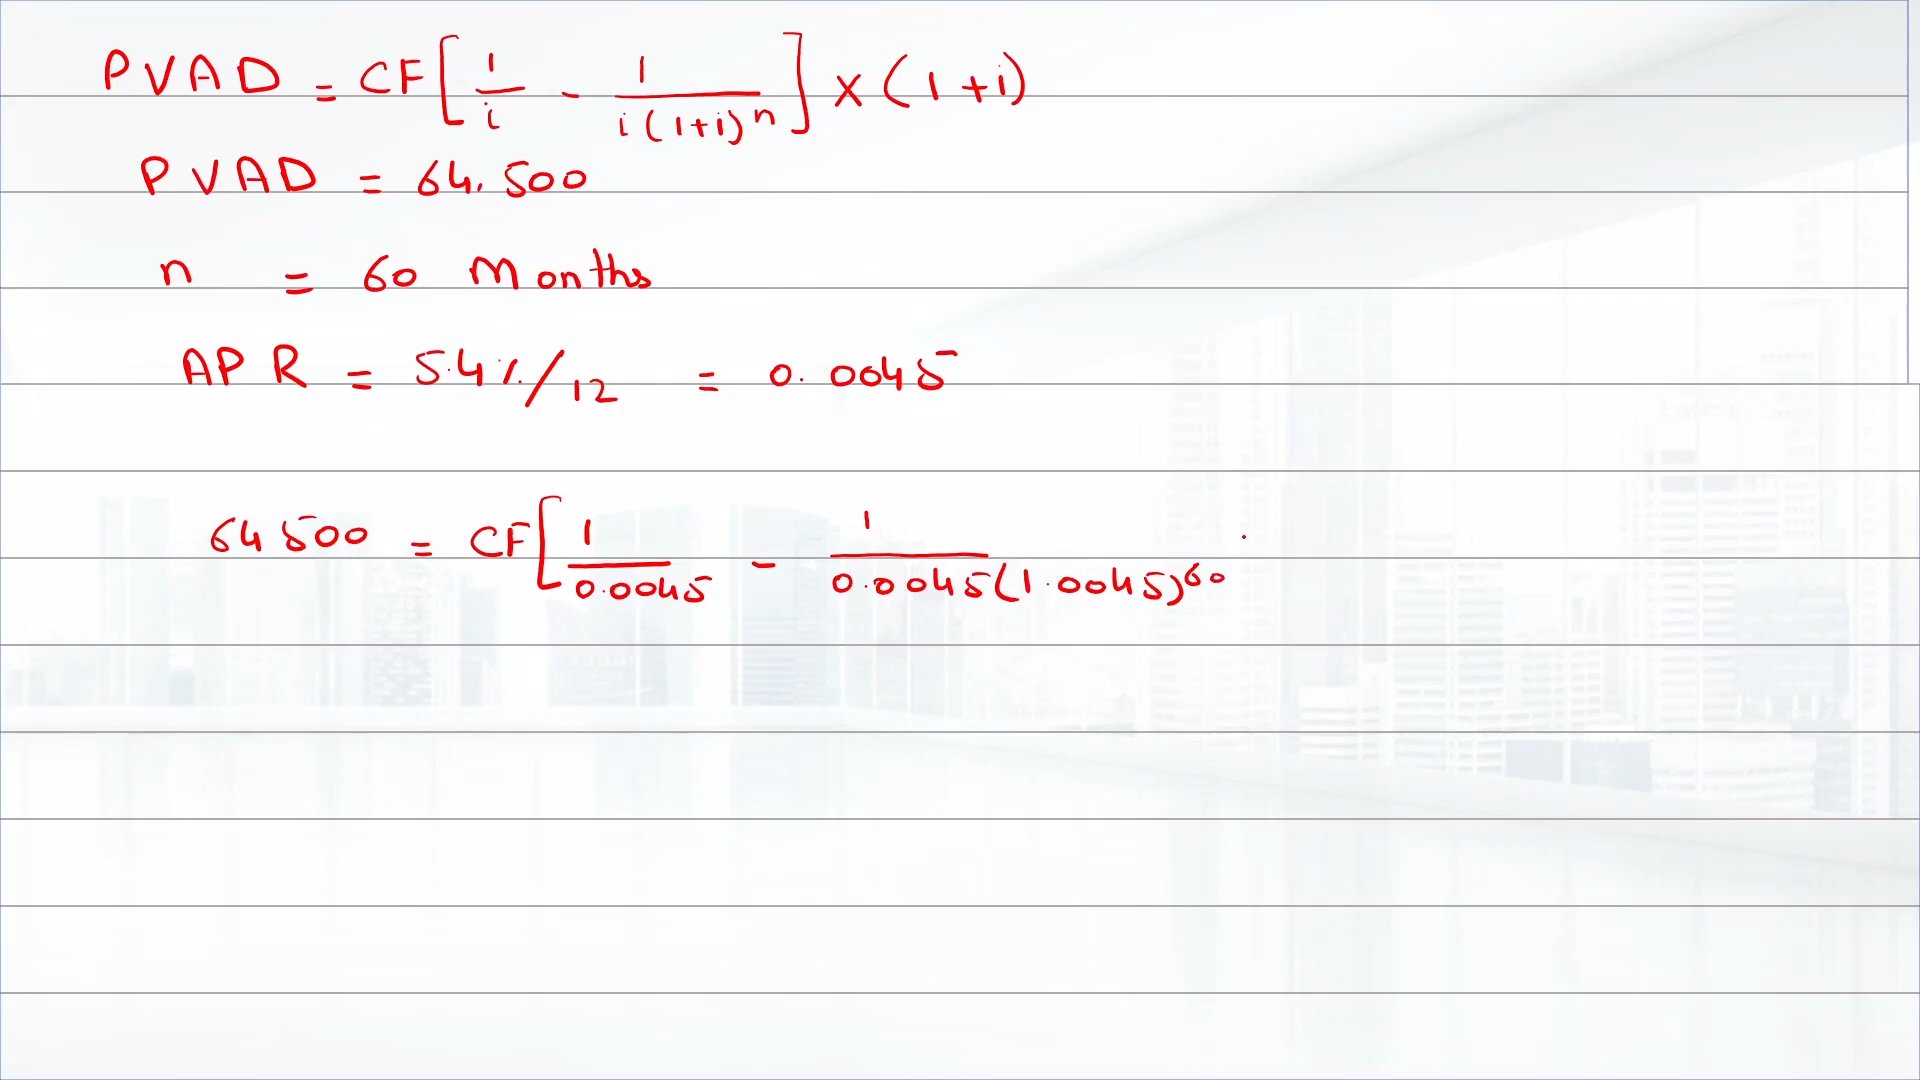 PVAD = CF[1/i - 1/i(1+i)^n] x (1+i)
PVAD = 64,500
n = 60 Months
APR = 5.4%/12 = 0.0045
64500 = CF[1/0.0045 - 1/0.0045(1.0045)^60